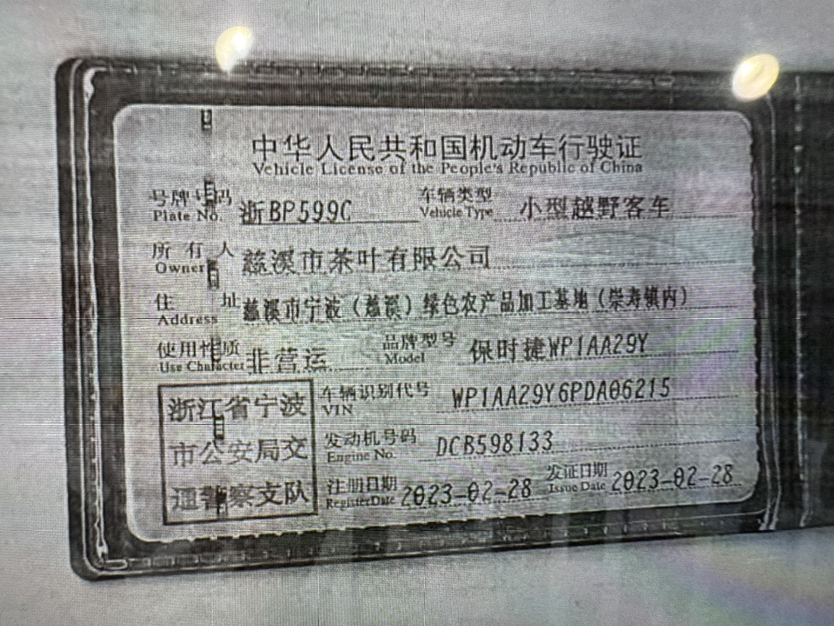 中华人民共和国机动车行驶证
Vehicle License of the People's Republic of China
号牌号码 浙BP599C 车辆类型 小型越野客车
Plate No. Vehicle Type
所有人 慈溪市茶叶有限公司
Owner
住址 慈溪市宁波（慈溪）绿色农产品加工基地（崇寿镇内）
Address
使用性质 非营运 品牌型号 保时捷WP1AA29Y
Use Character Model
浙江省宁波 车辆识别代号 WP1AA29Y6PDA06215
VIN
市公安局交 发动机号码 DCB598133
Engine No.
通警察支队 注册日期 2023-02-28 发证日期 2023-02-28
Register Date Issue Date